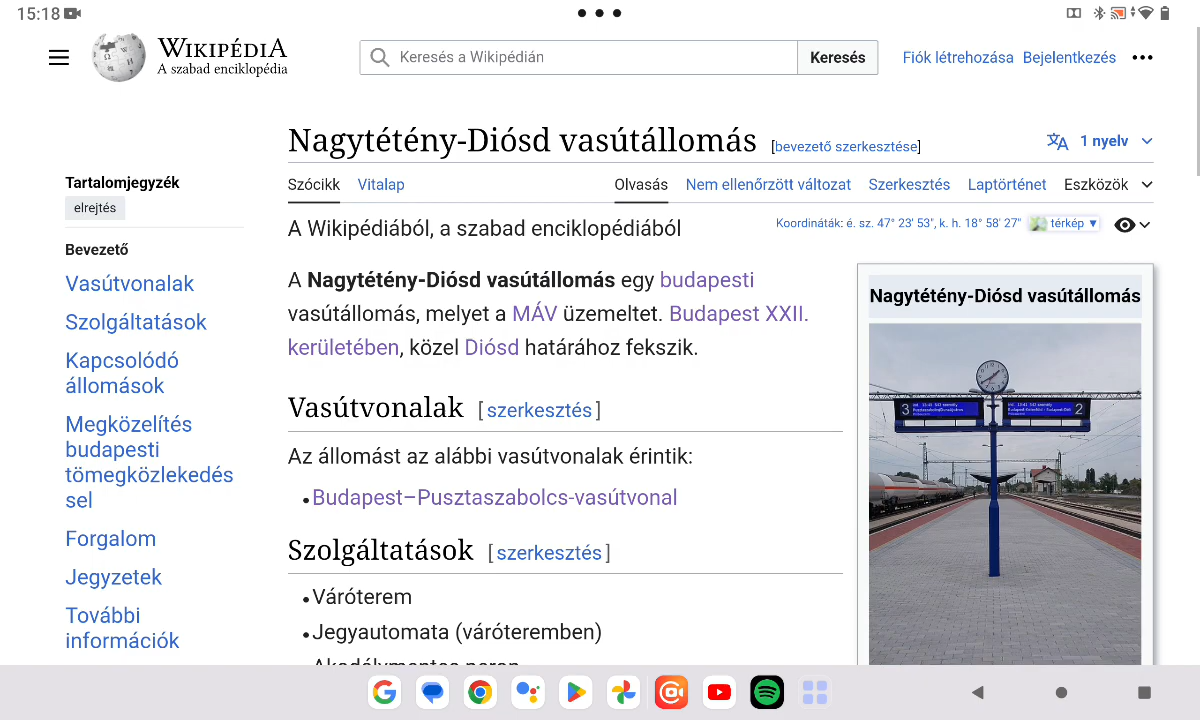 15:18
WIKIPÉDIA
A szabad enciklopédia
Keresés a Wikipédián
Keresés
Fiók létrehozása Bejelentkezés
Nagytétény-Diósd vasútállomás [bevezető szerkesztése]
1 nyelv
Tartalomjegyzék
elrejtés
Bevezető
Vasútvonalak
Szolgáltatások
Kapcsolódó
állomások
Megközelítés
budapesti
tömegközlekedés
sel
Forgalom
Jegyzetek
További
információk
Szócikk Vitalap Olvasás Nem ellenőrzött változat Szerkesztés Laptörténet Eszközök
A Wikipédiából, a szabad enciklopédiából
Koordináták: é. sz. 47° 23′ 53″, k. h. 18° 58′ 27″ térkép ▼
A Nagytétény-Diósd vasútállomás egy budapesti
vasútállomás, melyet a MÁV üzemeltet. Budapest XXII.
kerületében, közel Diósd határához fekszik.
Vasútvonalak [szerkesztés]
Az állomást az alábbi vasútvonalak érintik:
• Budapest–Pusztaszabolcs-vasútvonal
Szolgáltatások [szerkesztés]
• Váróterem
• Jegyautomata (váróteremben)
Nagytétény-Diósd vasútállomás
3
2